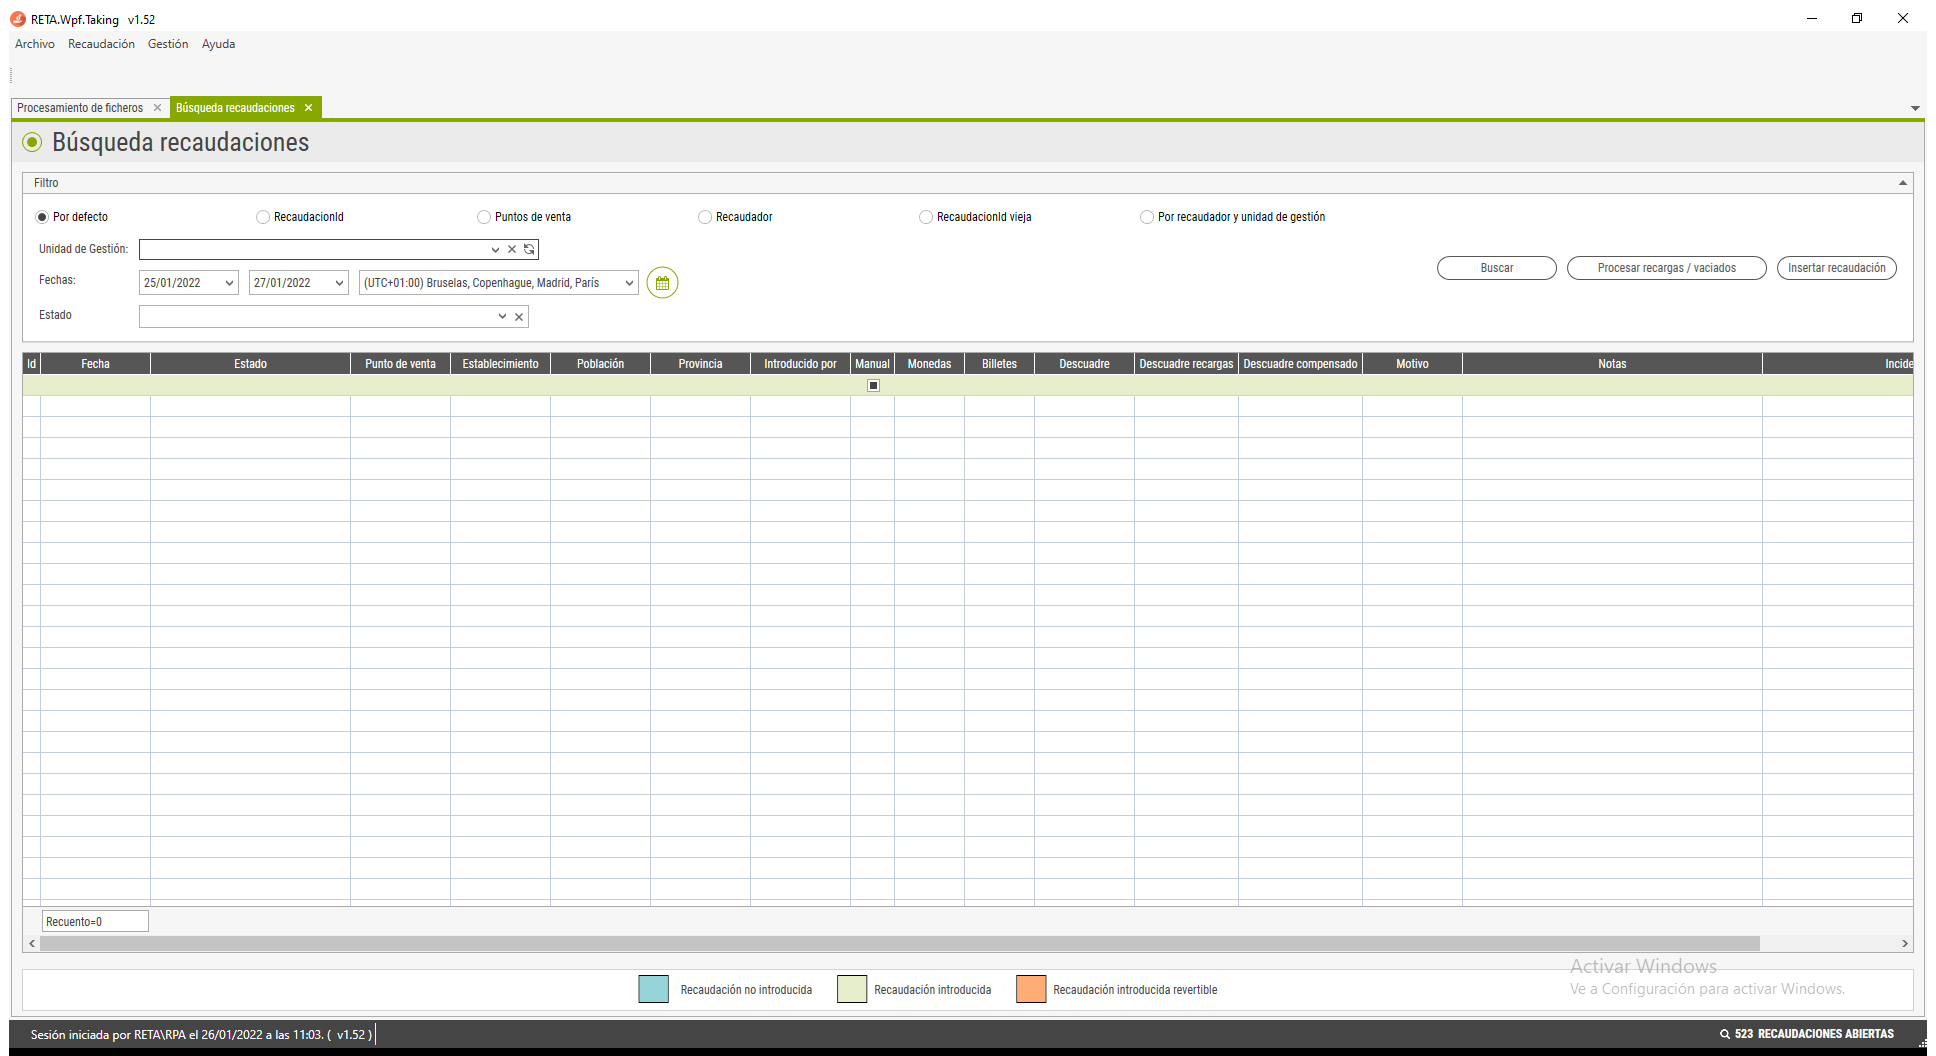 RETA.Wpf.Taking v1.52
Archivo Recaudación Gestión Ayuda
Procesamiento de ficheros Búsqueda recaudaciones
Búsqueda recaudaciones
Filtro
Por defecto RecaudacionId Puntos de venta Recaudador RecaudacionId vieja Por recaudador y unidad de gestión
Unidad de Gestión:
Fechas: 25/01/2022 27/01/2022 (UTC+01:00) Bruselas, Copenhague, Madrid, París
Buscar Procesar recargas / vaciados Insertar recaudación
Estado
Id Fecha Estado Punto de venta Establecimiento Población Provincia Introducido por Manual Monedas Billetes Descuadre Descuadre recargas Descuadre compensado Motivo Notas Incide
Recuento=0
Recaudación no introducida Recaudación introducida Recaudación introducida revertible
Activar Windows
Ve a Configuración para activar Windows.
Sesión iniciada por RETA\RPA el 26/01/2022 a las 11:03. ( v1.52 ) 523 RECAUDACIONES ABIERTAS